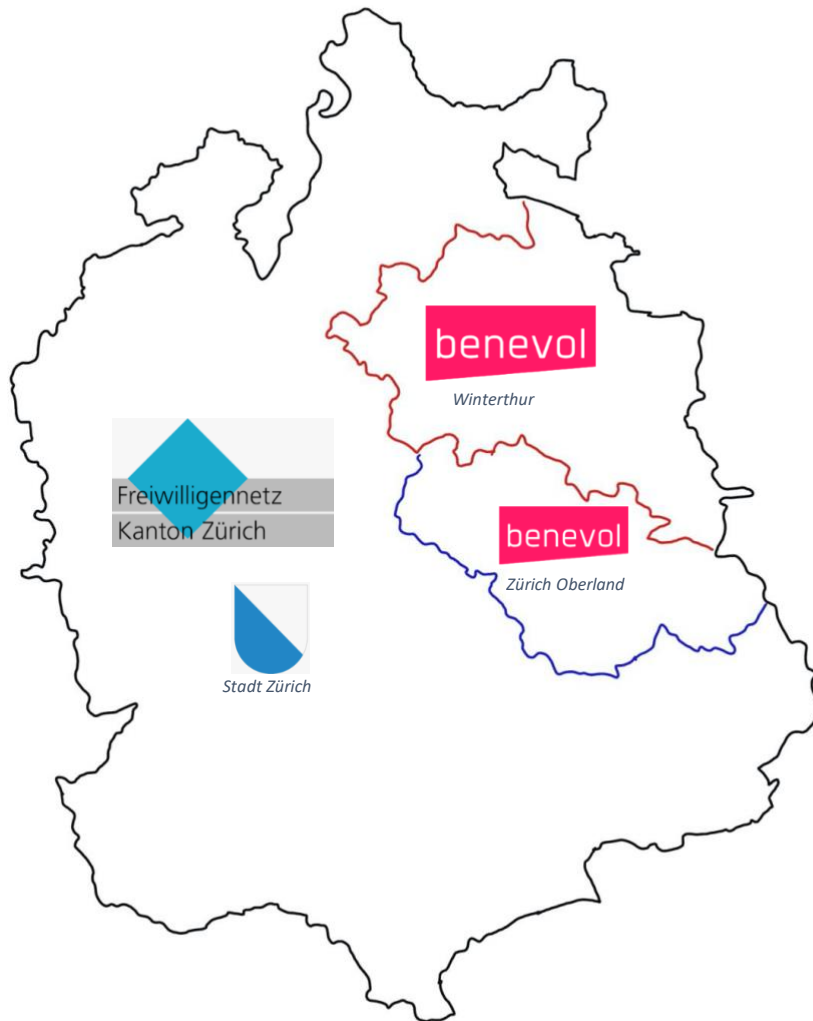 benevol
Winterthur
Freiwilligennetz
Kanton Zürich
benevol
Zürich Oberland
Stadt Zürich